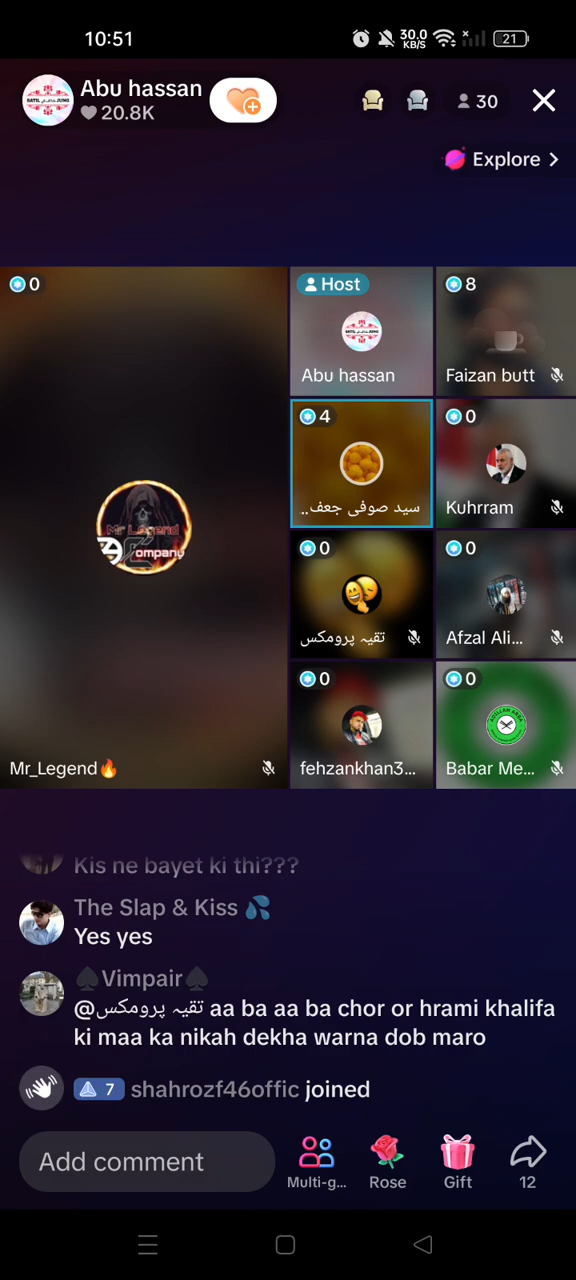 10:51
30.0
KB/S
21
Abu hassan
20.8K
30
Explore
0
Host
Abu hassan
8
Faizan butt
4
سید صوفی جعف..
0
Kuhrram
0
تقیہ پرومکس
0
Afzal Ali...
Mr Legend
Company
Mr_Legend🔥
0
fehzankhan3...
0
Babar Me...
Kis ne bayet ki thi???
The Slap & Kiss 💦
Yes yes
♠️Vimpair♠️
@تقیہ پرومکس aa ba aa ba chor or hrami khalifa
ki maa ka nikah dekha warna dob maro
7 shahrozf46offic joined
Add comment
Multi-g...
Rose
Gift
12